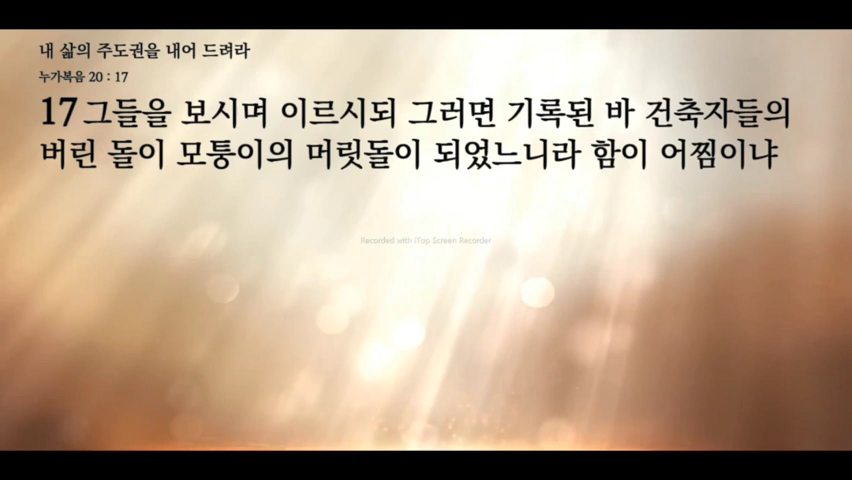 내 삶의 주도권을 내어 드려라
누가복음 20 : 17
17 그들을 보시며 이르시되 그러면 기록된 바 건축자들의
버린 돌이 모퉁이의 머릿돌이 되었느니라 함이 어찜이냐
Recorded with iTop Screen Recorder